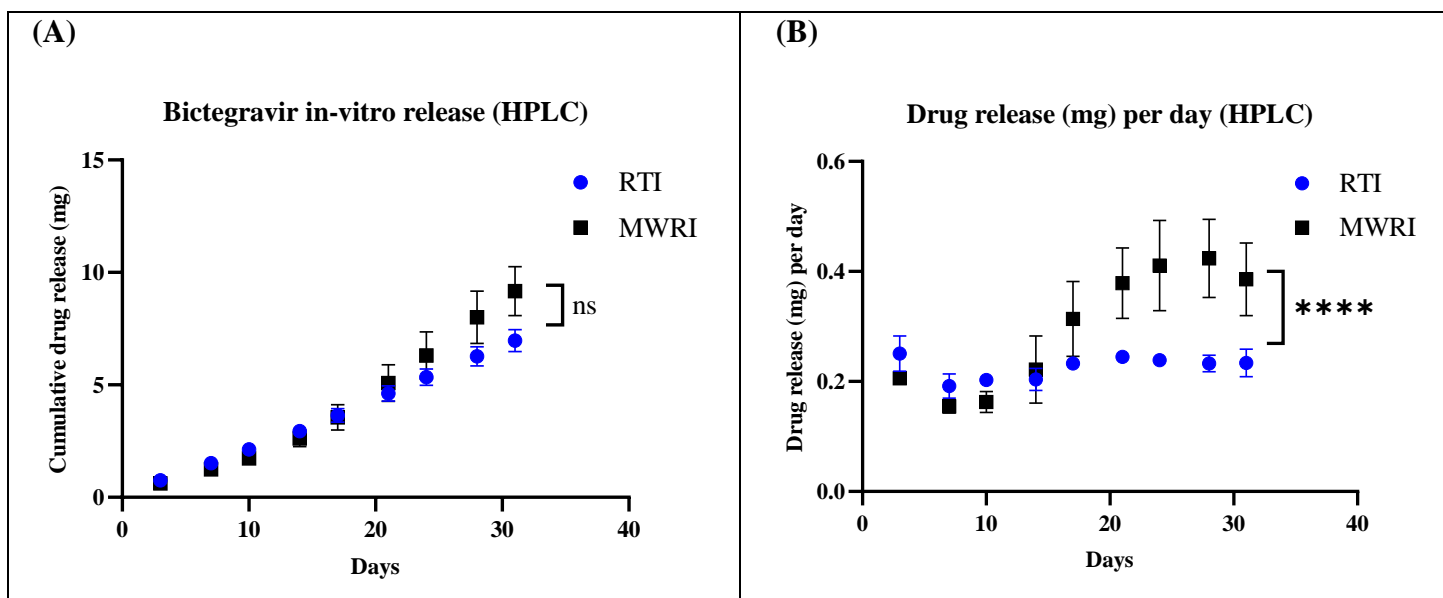 (A)
Bictegravir in-vitro release (HPLC)
Cumulative drug release (mg)
15
10
5
0
0 10 20 30 40
Days
RTI
MWRI
ns
(B)
Drug release (mg) per day (HPLC)
Drug release (mg) per day
0.6
0.4
0.2
0.0
0 10 20 30 40
Days
RTI
MWRI
****